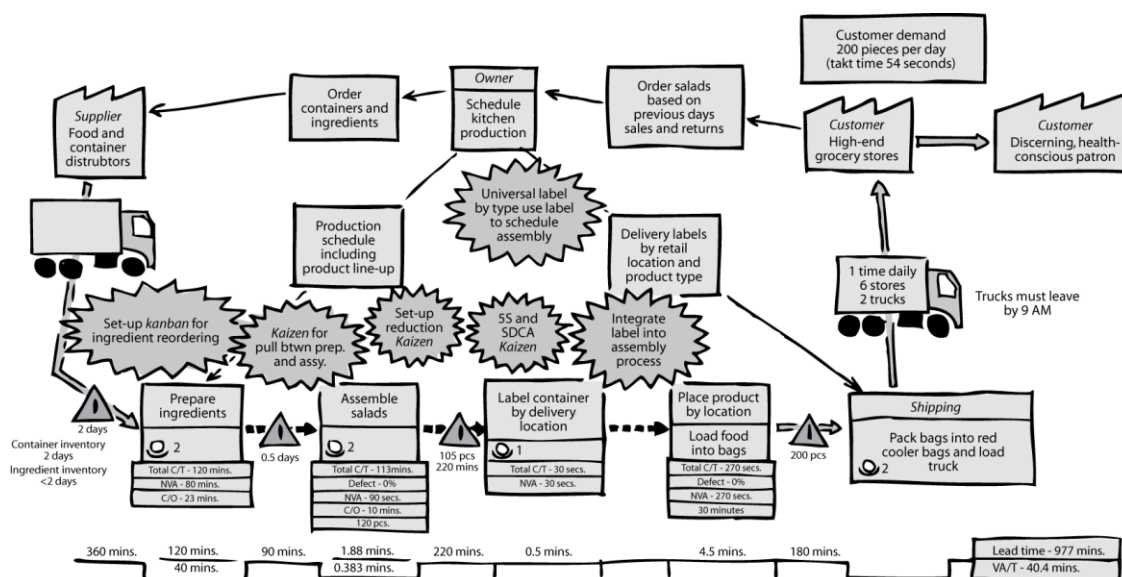 Customer demand
200 pieces per day
(takt time 54 seconds)
Supplier
Food and
container
distrubtors
Order
containers and
ingredients
Owner
Schedule
kitchen
production
Order salads
based on
previous days
sales and returns
Customer
High-end
grocery stores
Customer
Discerning, health-
conscious patron
Universal label
by type use label
to schedule
assembly
Production
schedule
including
product line-up
Delivery labels
by retail
location and
product type
1 time daily
6 stores
2 trucks
Trucks must leave
by 9 AM
Set-up kanban for
ingredient reordering
Kaizen for
pull btwn prep.
and assy.
Set-up
reduction
Kaizen
5S and
SDCA
Kaizen
Integrate
label into
assembly
process
2 days
Container inventory
2 days
Ingredient inventory
<2 days
Prepare
ingredients
2
Total C/T - 120 mins.
NVA - 80 mins.
C/O - 23 mins.
0.5 days
Assemble
salads
2
Total C/T - 113mins.
Defect - 0%
NVA - 90 secs.
C/O - 10 mins.
120 pcs.
105 pcs
220 mins
Label container
by delivery
location
1
Total C/T - 30 secs.
NVA - 30 secs.
Place product
by location
Load food
into bags
Total C/T - 270 secs.
Defect - 0%
NVA - 270 secs.
30 minutes
200 pcs
Shipping
Pack bags into red
cooler bags and load
truck
2
360 mins.
120 mins.
40 mins.
90 mins.
1.88 mins.
0.383 mins.
220 mins.
0.5 mins.
4.5 mins.
180 mins.
Lead time - 977 mins.
VA/T - 40.4 mins.